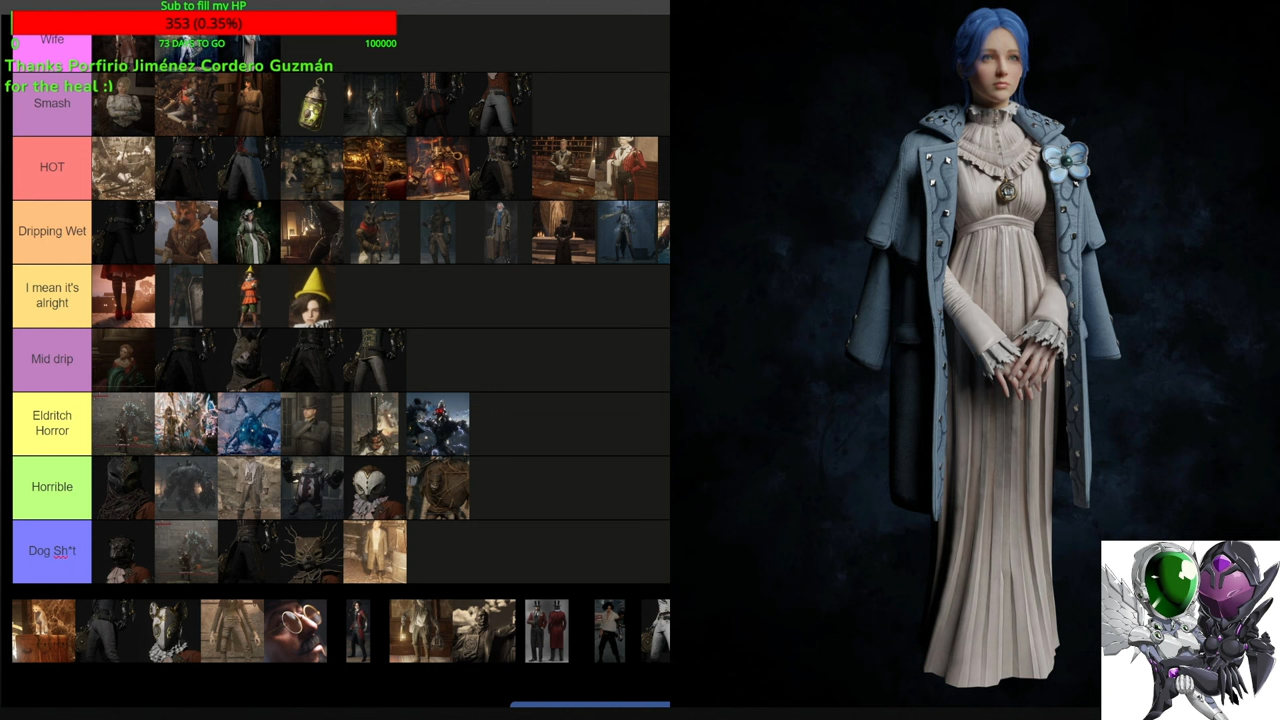 Sub to fill my HP
353 (0.35%)
0
73 DAYS TO GO
100000
Thanks Porfirio Jiménez Cordero Guzmán
for the heal :)
Wife
Smash
HOT
Dripping Wet
I mean it's
alright
Mid drip
Eldritch
Horror
Horrible
Dog Sh*t